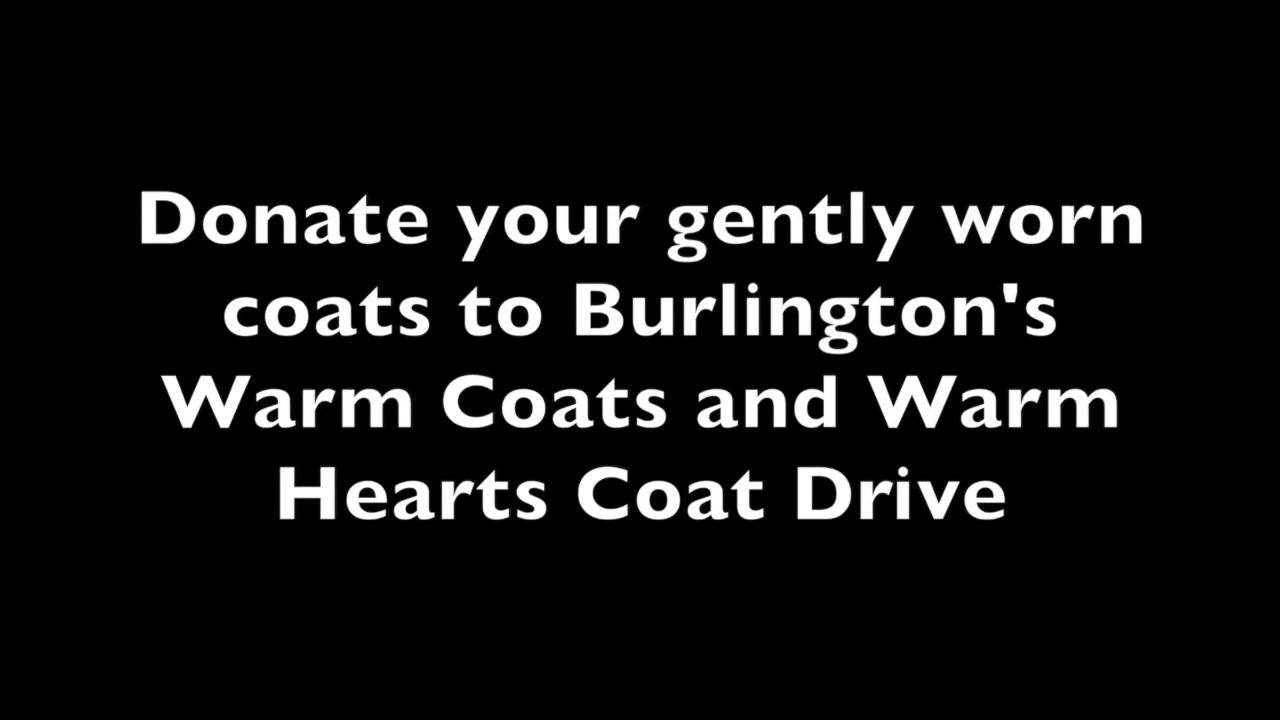 Donate your gently worn
coats to Burlington's
Warm Coats and Warm
Hearts Coat Drive